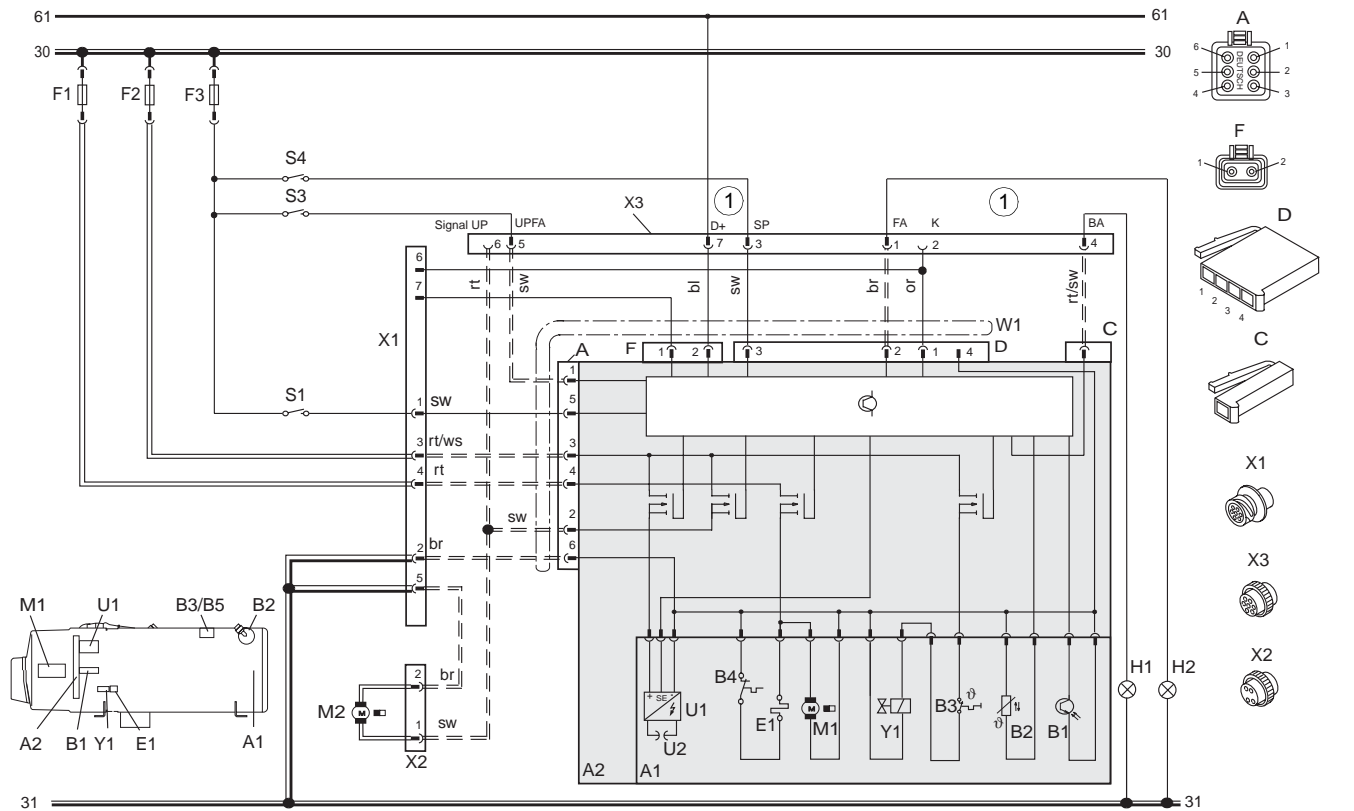 61
61
30
30
F1
F2
F3
S4
S3
S1
X3
1
1
Signal UP
UPFA
D+
SP
FA
K
BA
6
5
7
3
1
2
4
rt
sw
bl
sw
br
or
rt/sw
W1
X1
6
7
1
3
4
2
5
sw
rt/ws
rt
br
sw
A
1
5
3
4
2
6
F
1
2
D
3
2
1
4
C
M1
U1
B3/B5
B2
A2
B1
Y1
E1
A1
M2
M
X2
2
1
br
sw
A2
A1
+ SE -
U1
U2
B4
E1
M
M1
Y1
B3
ϑ
B2
ϑ
B1
H1
H2
31
31
A
DEUTSCH
6
5
4
1
2
3
F
1
2
D
1
2
3
4
C
X1
X3
X2